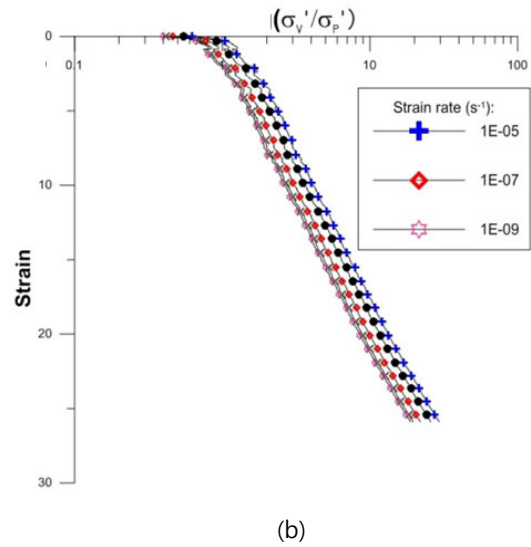 (σv'/σP')
0.1
10
100
0
10
20
30
Strain
Strain rate (s⁻¹):
1E-05
1E-07
1E-09
(b)